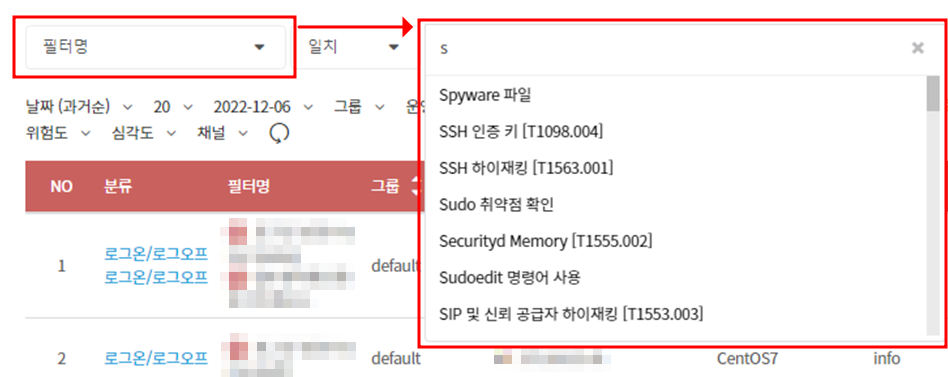 필터명
일치
s
Spyware 파일
SSH 인증 키 [T1098.004]
SSH 하이재킹 [T1563.001]
Sudo 취약점 확인
Securityd Memory [T1555.002]
Sudoedit 명령어 사용
SIP 및 신뢰 공급자 하이재킹 [T1553.003]
날짜 (과거순) 20 2022-12-06 그룹
위험도 심각도 채널
NO 분류 필터명 그룹
1 로그온/로그오프 default
로그온/로그오프
2 로그온/로그오프 default CentOS7 info